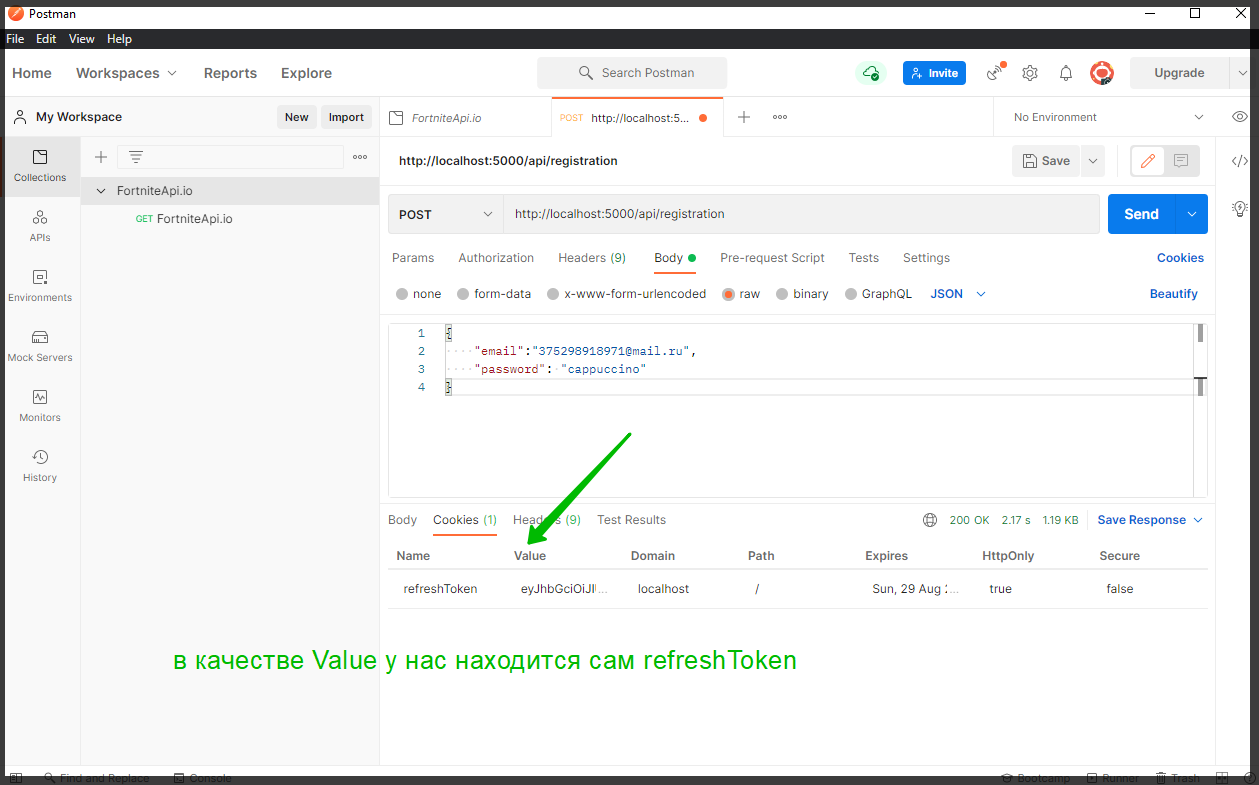 Postman
File Edit View Help
Home Workspaces Reports Explore Search Postman Invite Upgrade
My Workspace New Import FortniteApi.io POST http://localhost:5... No Environment
Collections
APIs
Environments
Mock Servers
Monitors
History
FortniteApi.io
GET FortniteApi.io
http://localhost:5000/api/registration Save
POST http://localhost:5000/api/registration Send
Params Authorization Headers (9) Body Pre-request Script Tests Settings Cookies
none form-data x-www-form-urlencoded raw binary GraphQL JSON Beautify
1 {
2 "email":"375298918971@mail.ru",
3 "password": "cappuccino"
4 }
Body Cookies (1) Headers (9) Test Results 200 OK 2.17 s 1.19 KB Save Response
Name Value Domain Path Expires HttpOnly Secure
refreshToken eyJhbGciOiJI... localhost / Sun, 29 Aug 2... true false
в качестве Value у нас находится сам refreshToken
Find and Replace Console Bootcamp Runner Trash